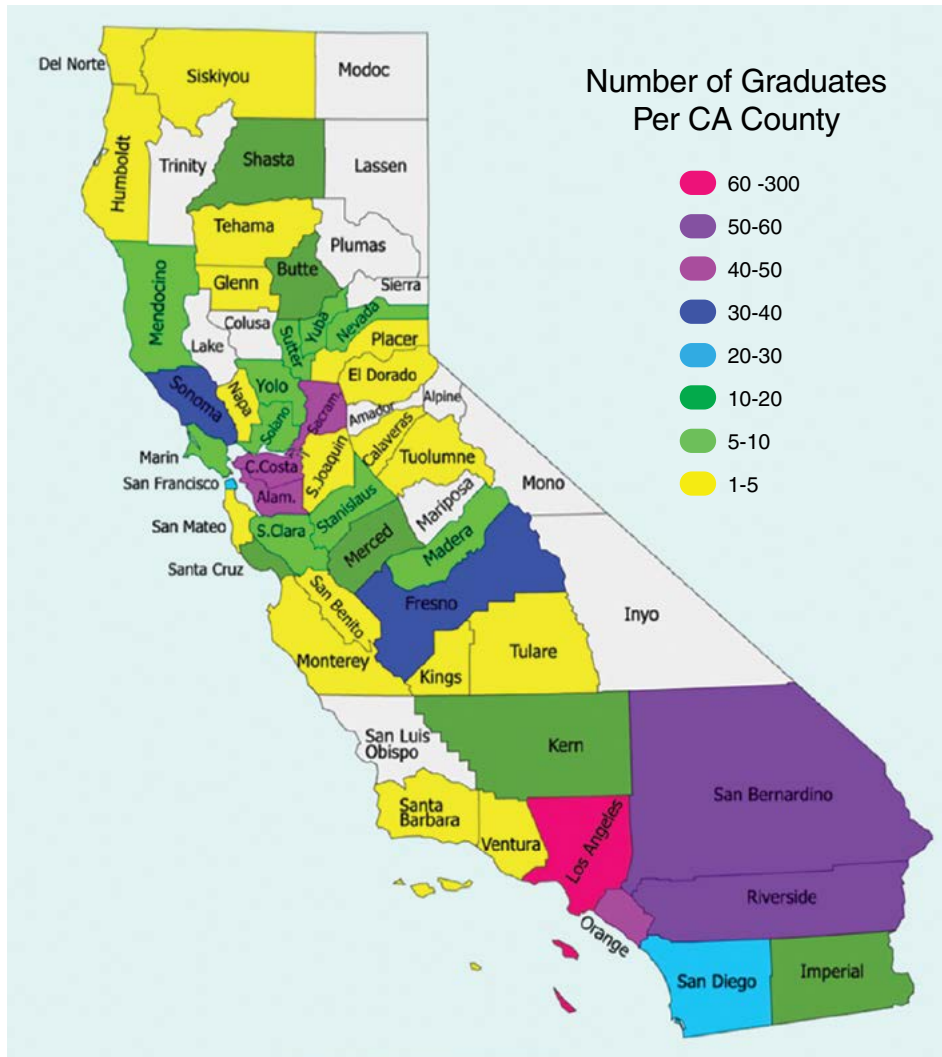 Number of Graduates
Per CA County
60 -300
50-60
40-50
30-40
20-30
10-20
5-10
1-5
Del Norte
Siskiyou
Modoc
Humboldt
Trinity
Shasta
Lassen
Tehama
Plumas
Mendocino
Glenn
Butte
Sierra
Colusa
Lake
Sutter
Yuba
Nevada
Placer
El Dorado
Sonoma
Napa
Yolo
Solano
Sacram.
Amador
Alpine
Marin
C.Costa
S.Joaquin
Calaveras
Tuolumne
Mono
San Francisco
Alam.
San Mateo
S.Clara
Stanislaus
Mariposa
Merced
Madera
Santa Cruz
San Benito
Fresno
Inyo
Monterey
Kings
Tulare
San Luis
Obispo
Kern
San Bernardino
Santa
Barbara
Ventura
Los Angeles
Riverside
Orange
San Diego
Imperial